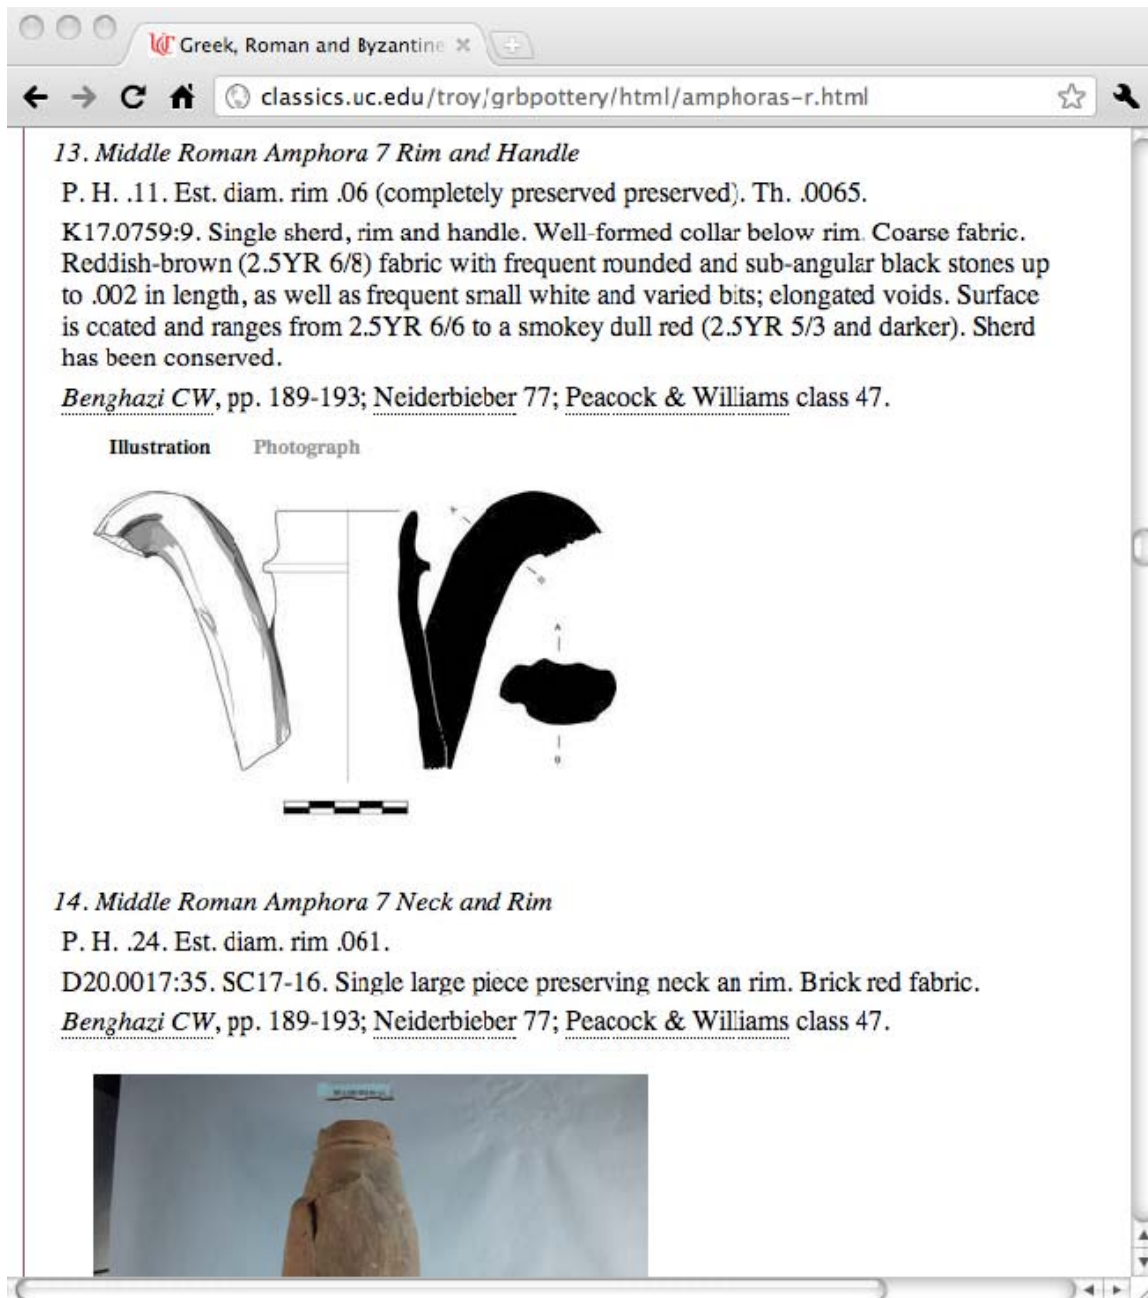 Greek, Roman and Byzantine
classics.uc.edu/troy/grbpottery/html/amphoras-r.html
13. Middle Roman Amphora 7 Rim and Handle
P. H. .11. Est. diam. rim .06 (completely preserved preserved). Th. .0065.
K17.0759:9. Single sherd, rim and handle. Well-formed collar below rim. Coarse fabric.
Reddish-brown (2.5YR 6/8) fabric with frequent rounded and sub-angular black stones up
to .002 in length, as well as frequent small white and varied bits; elongated voids. Surface
is coated and ranges from 2.5YR 6/6 to a smokey dull red (2.5YR 5/3 and darker). Sherd
has been conserved.
Benghazi CW, pp. 189-193; Neiderbieber 77; Peacock & Williams class 47.
Illustration Photograph
A
B
A
B
14. Middle Roman Amphora 7 Neck and Rim
P. H. .24. Est. diam. rim .061.
D20.0017:35. SC17-16. Single large piece preserving neck an rim. Brick red fabric.
Benghazi CW, pp. 189-193; Neiderbieber 77; Peacock & Williams class 47.